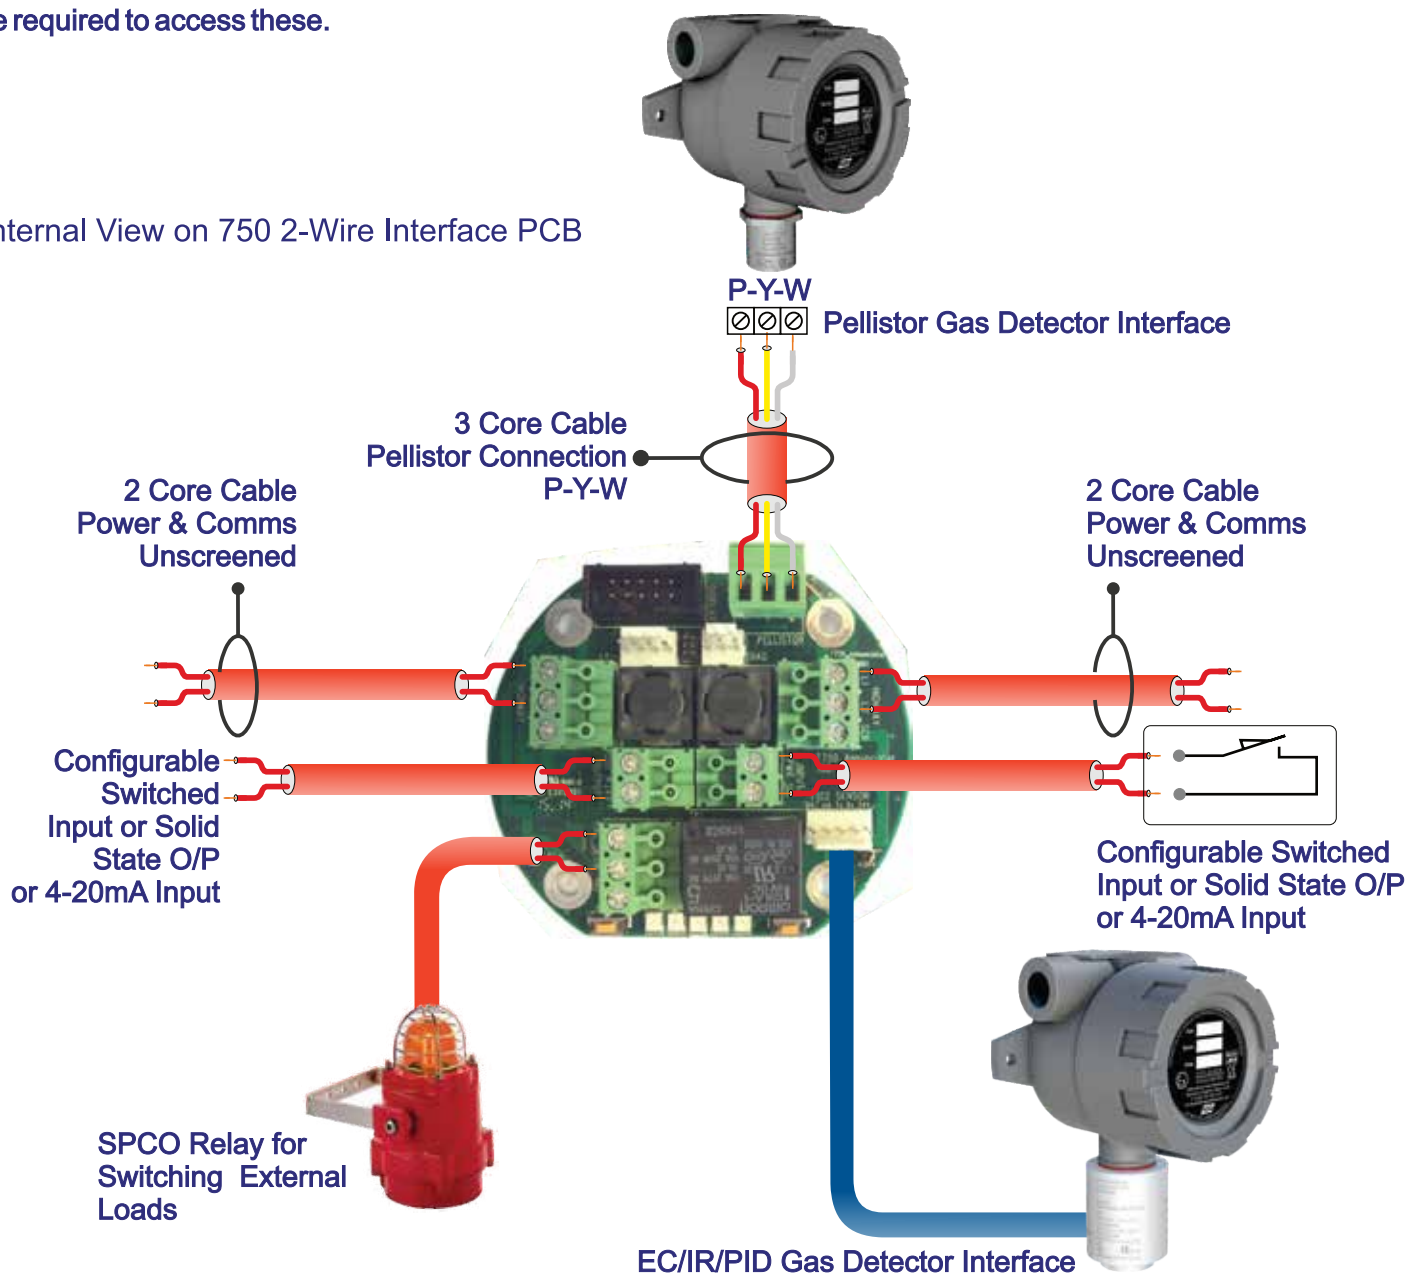 e required to access these.
nternal View on 750 2-Wire Interface PCB
P-Y-W
Pellistor Gas Detector Interface
3 Core Cable
Pellistor Connection
P-Y-W
2 Core Cable
Power & Comms
Unscreened
2 Core Cable
Power & Comms
Unscreened
PELLISTOR
Configurable
Switched
Input or Solid
State O/P
or 4-20mA Input
Configurable Switched
Input or Solid State O/P
or 4-20mA Input
SPCO Relay for
Switching External
Loads
EC/IR/PID Gas Detector Interface